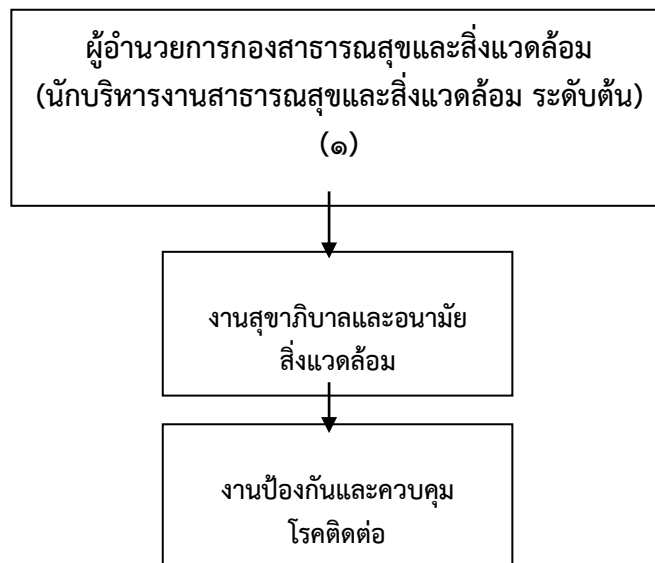 ผู้อำนวยการกองสาธารณสุขและสิ่งแวดล้อม
(นักบริหารงานสาธารณสุขและสิ่งแวดล้อม ระดับต้น)
(๑)
งานสุขาภิบาลและอนามัย
สิ่งแวดล้อม
งานป้องกันและควบคุม
โรคติดต่อ